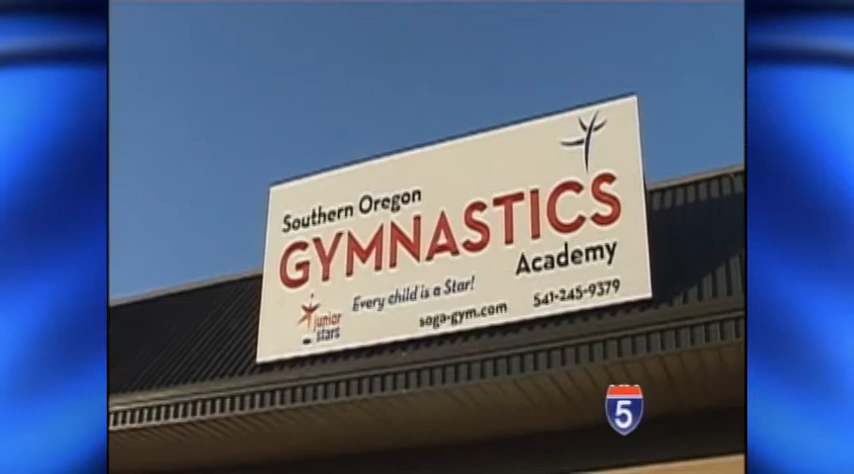 Southern Oregon
GYMNASTICS
Academy
Every child is a Star!
junior
stars
soga-gym.com
541-245-9379
5